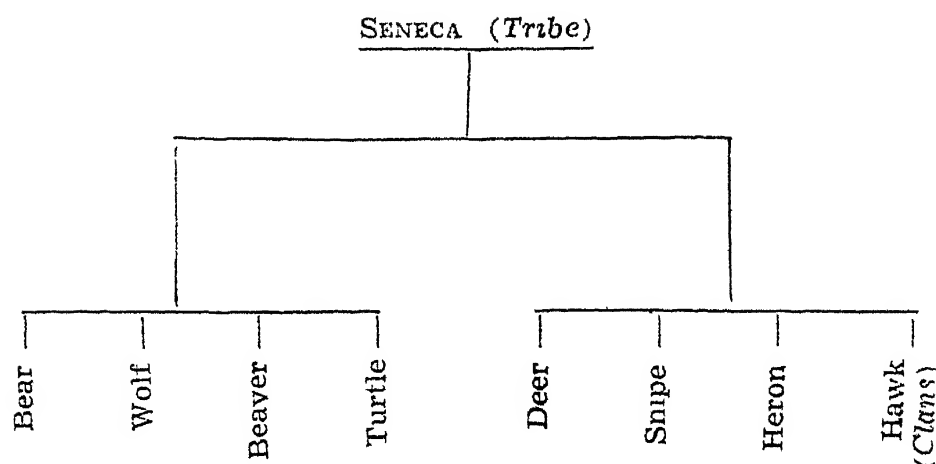 SENECA (Tribe)
Bear
Wolf
Beaver
Turtle
Deer
Snipe
Heron
Hawk
(Clans)